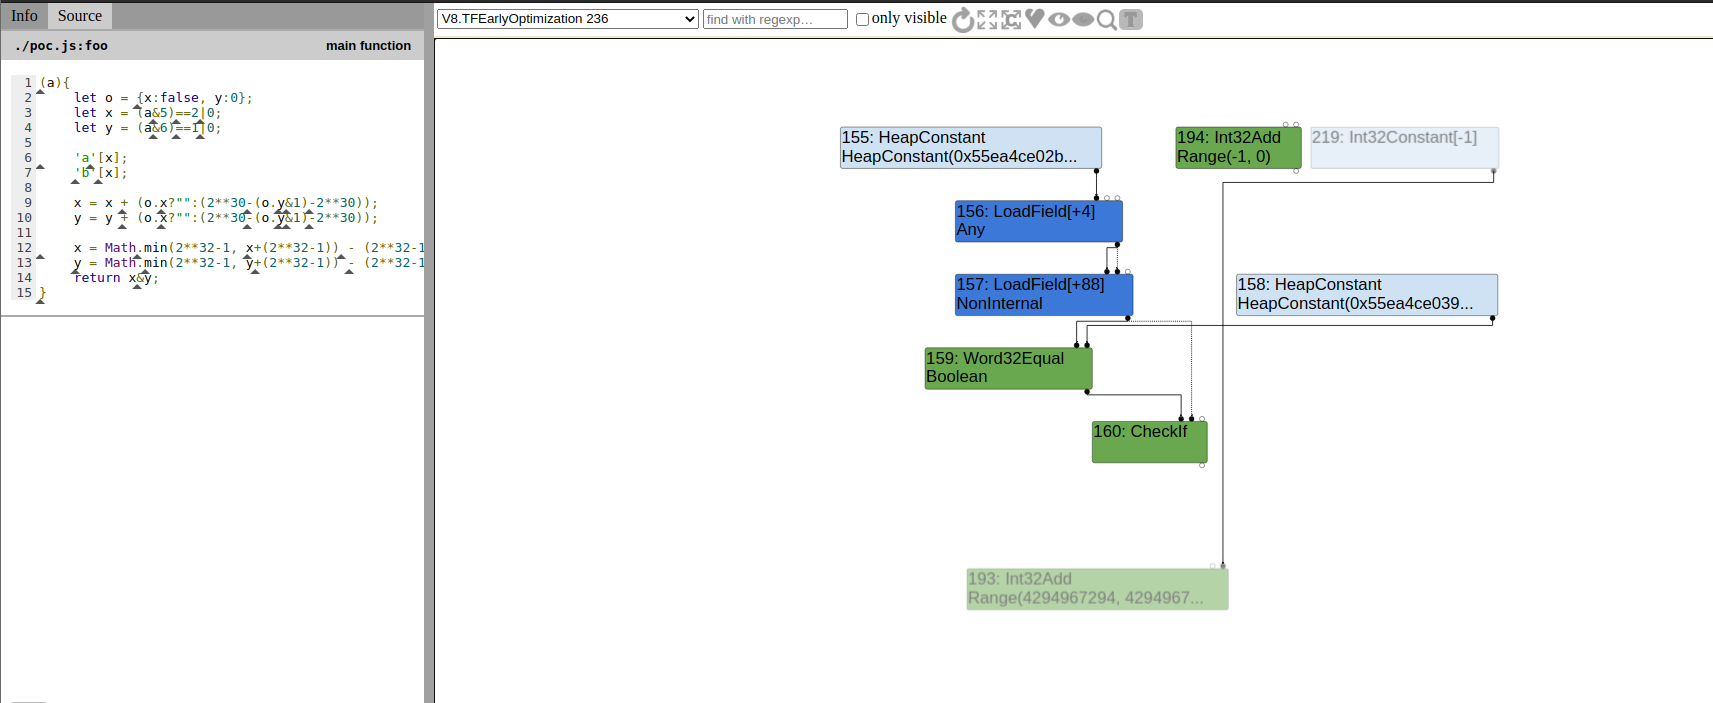 Info Source
./poc.js:foo main function
1 (a){
2 let o = {x:false, y:0};
3 let x = (a&5)==2|0;
4 let y = (a&6)==1|0;
5
6 'a'[x];
7 'b'[x];
8
9 x = x + (o.x?"":(2**30-(o.y&1)-2**30));
10 y = y + (o.x?"":(2**30-(o.y&1)-2**30));
11
12 x = Math.min(2**32-1, x+(2**32-1)) - (2**32-1
13 y = Math.min(2**32-1, y+(2**32-1)) - (2**32-1
14 return x&y;
15 }
V8.TFEarlyOptimization 236
find with regexp…
only visible
T
155: HeapConstant
HeapConstant(0x55ea4ce02b...
194: Int32Add
Range(-1, 0)
219: Int32Constant[-1]
156: LoadField[+4]
Any
157: LoadField[+88]
NonInternal
158: HeapConstant
HeapConstant(0x55ea4ce039...
159: Word32Equal
Boolean
160: CheckIf
193: Int32Add
Range(4294967294, 4294967...